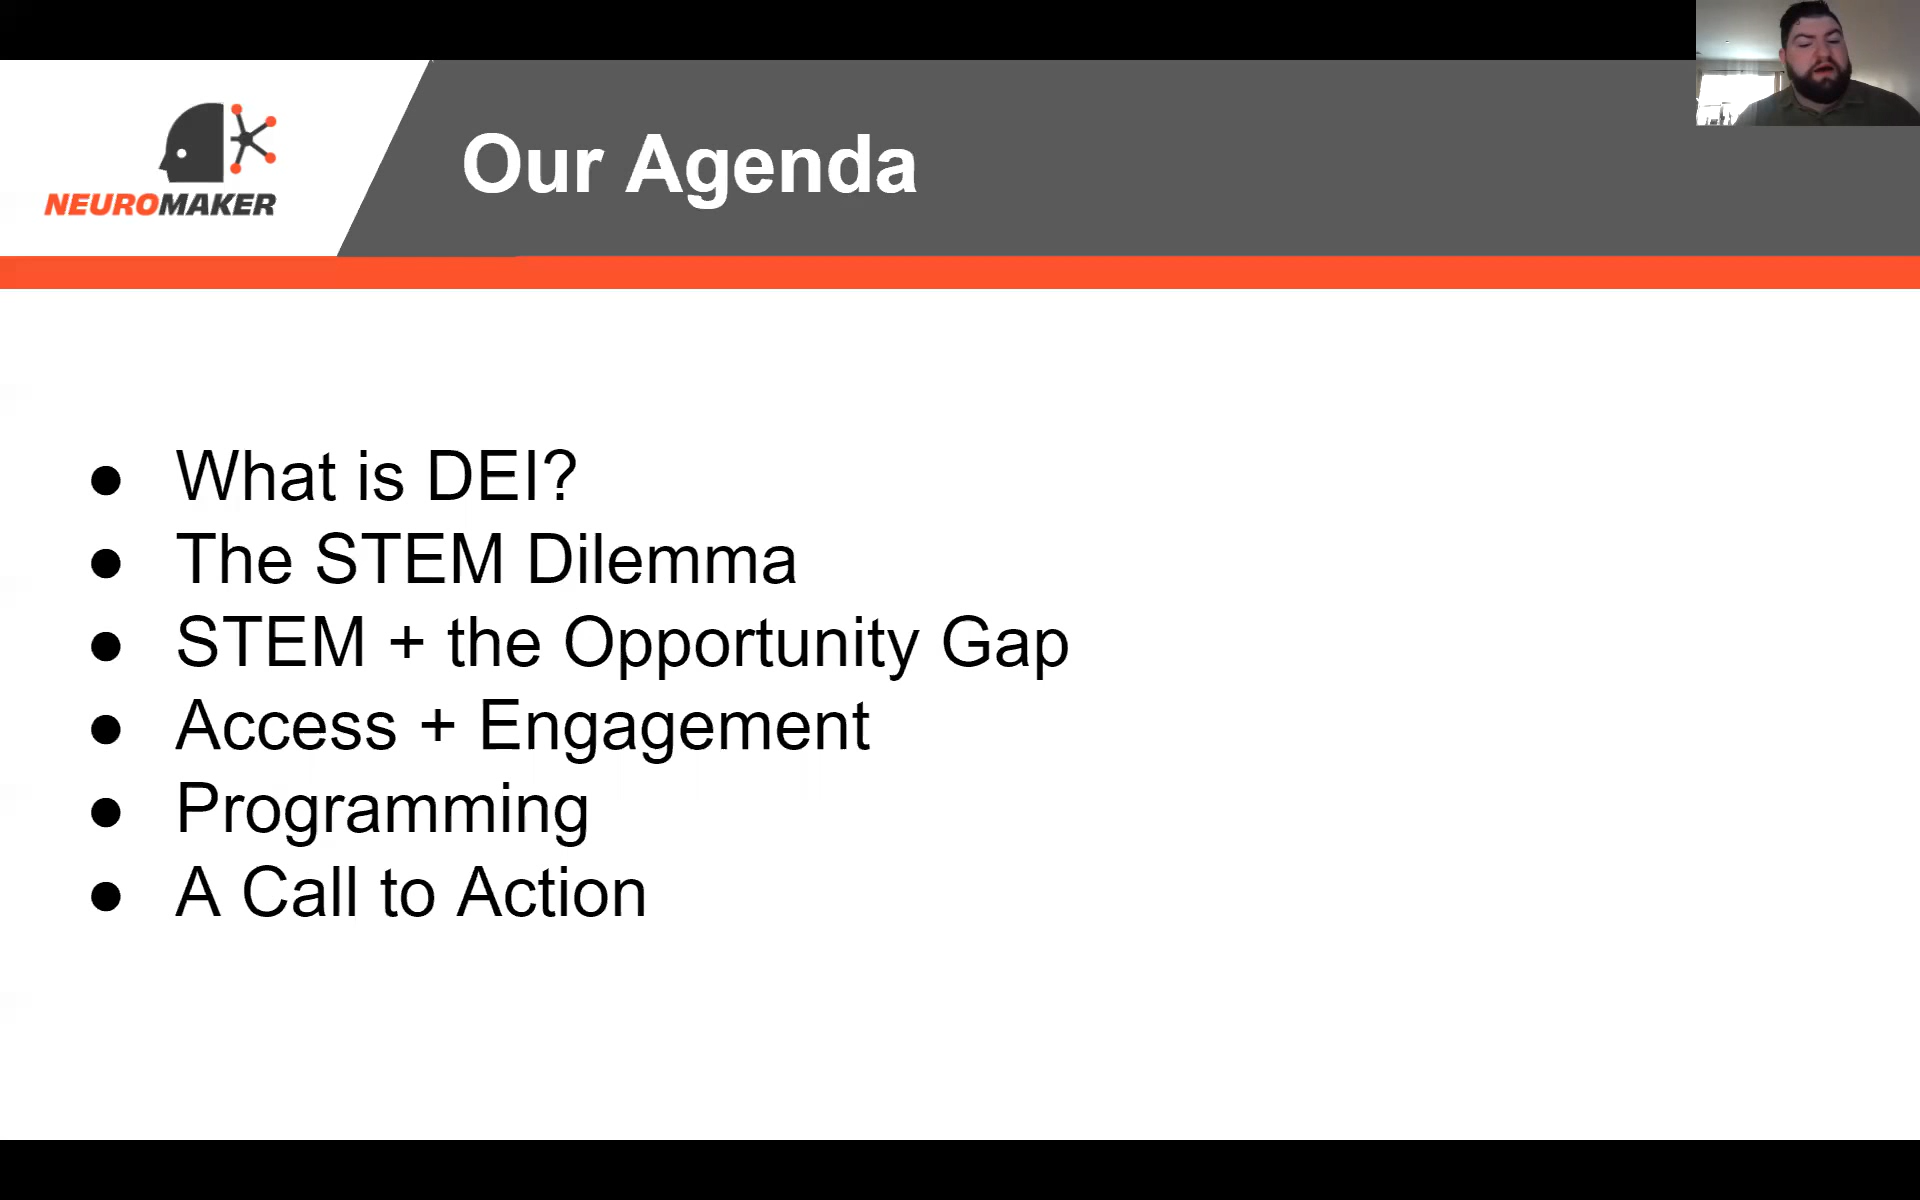 NEUROMAKER
Our Agenda
● What is DEI?
● The STEM Dilemma
● STEM + the Opportunity Gap
● Access + Engagement
● Programming
● A Call to Action